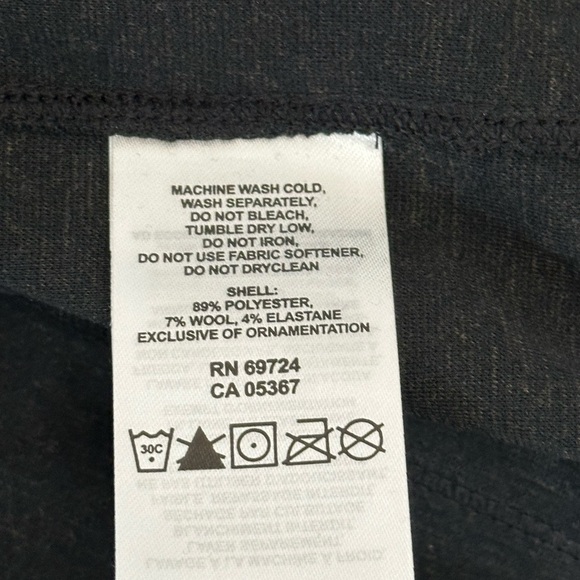 MACHINE WASH COLD,
WASH SEPARATELY,
DO NOT BLEACH,
TUMBLE DRY LOW,
DO NOT IRON,
DO NOT USE FABRIC SOFTENER,
DO NOT DRYCLEAN
SHELL:
89% POLYESTER,
7% WOOL, 4% ELASTANE
EXCLUSIVE OF ORNAMENTATION
RN 69724
CA 05367
30C